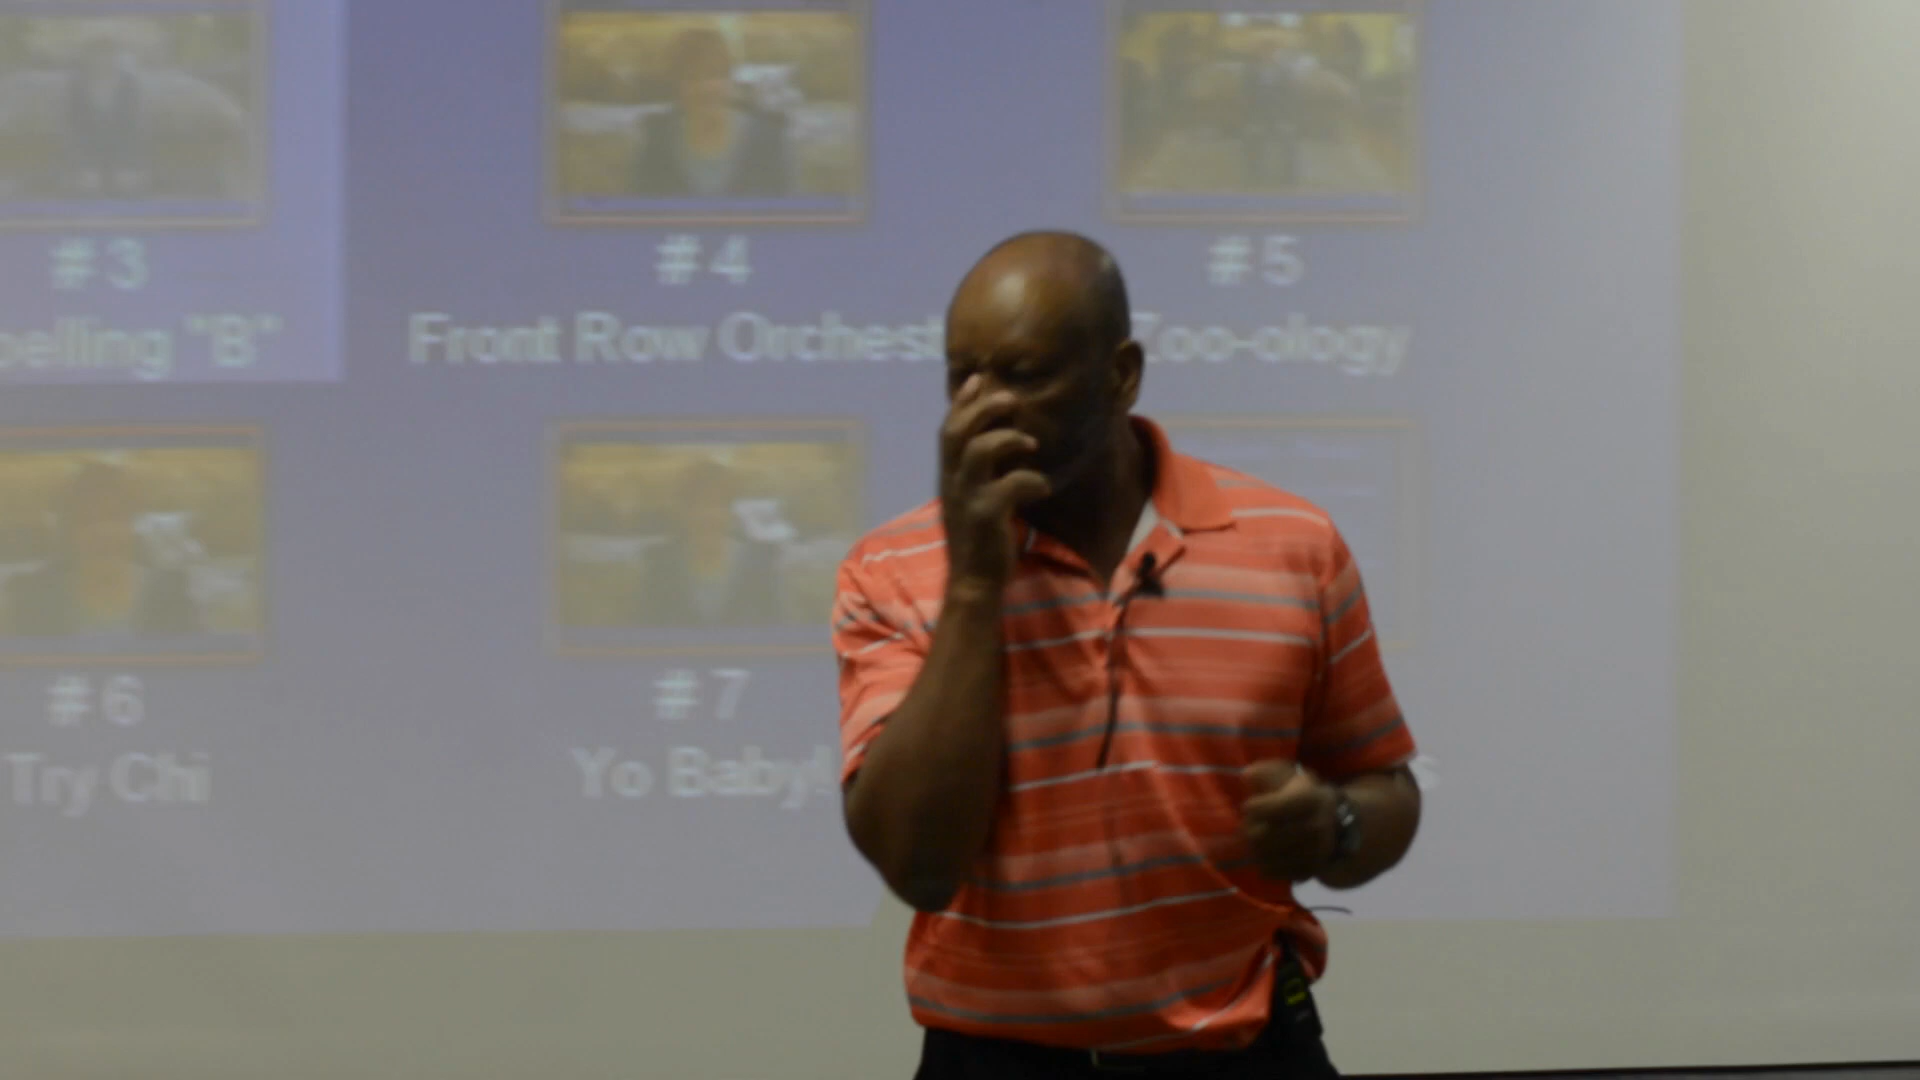 #3
#4
#5
pelling "B"
Front Row Orchest
Zoo-ology
#6
#7
Try Chi
Yo Baby!
s